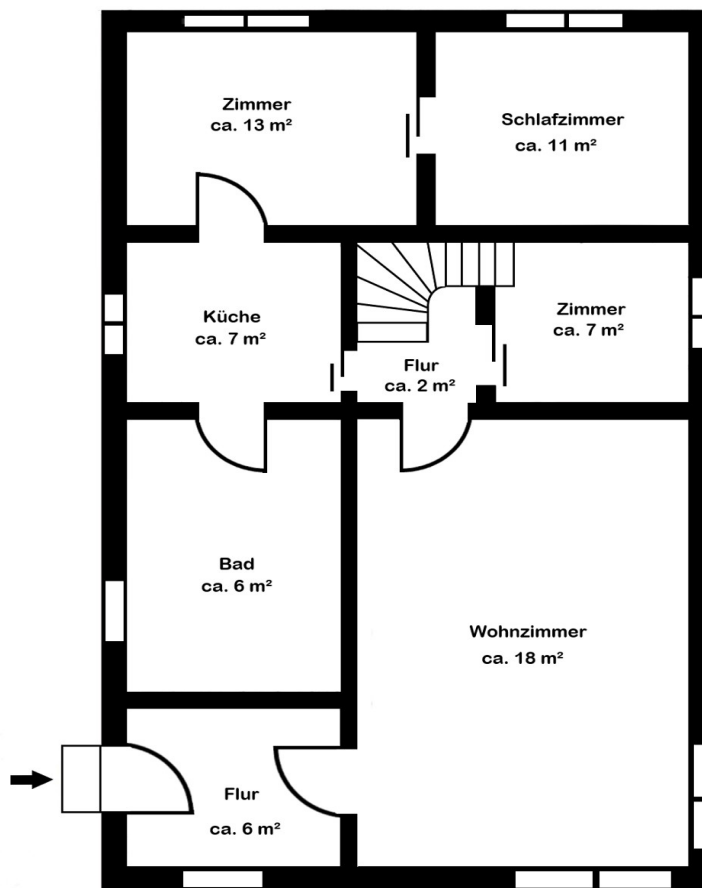 Zimmer
ca. 13 m²
Schlafzimmer
ca. 11 m²
Küche
ca. 7 m²
Zimmer
ca. 7 m²
Flur
ca. 2 m²
Bad
ca. 6 m²
Wohnzimmer
ca. 18 m²
Flur
ca. 6 m²